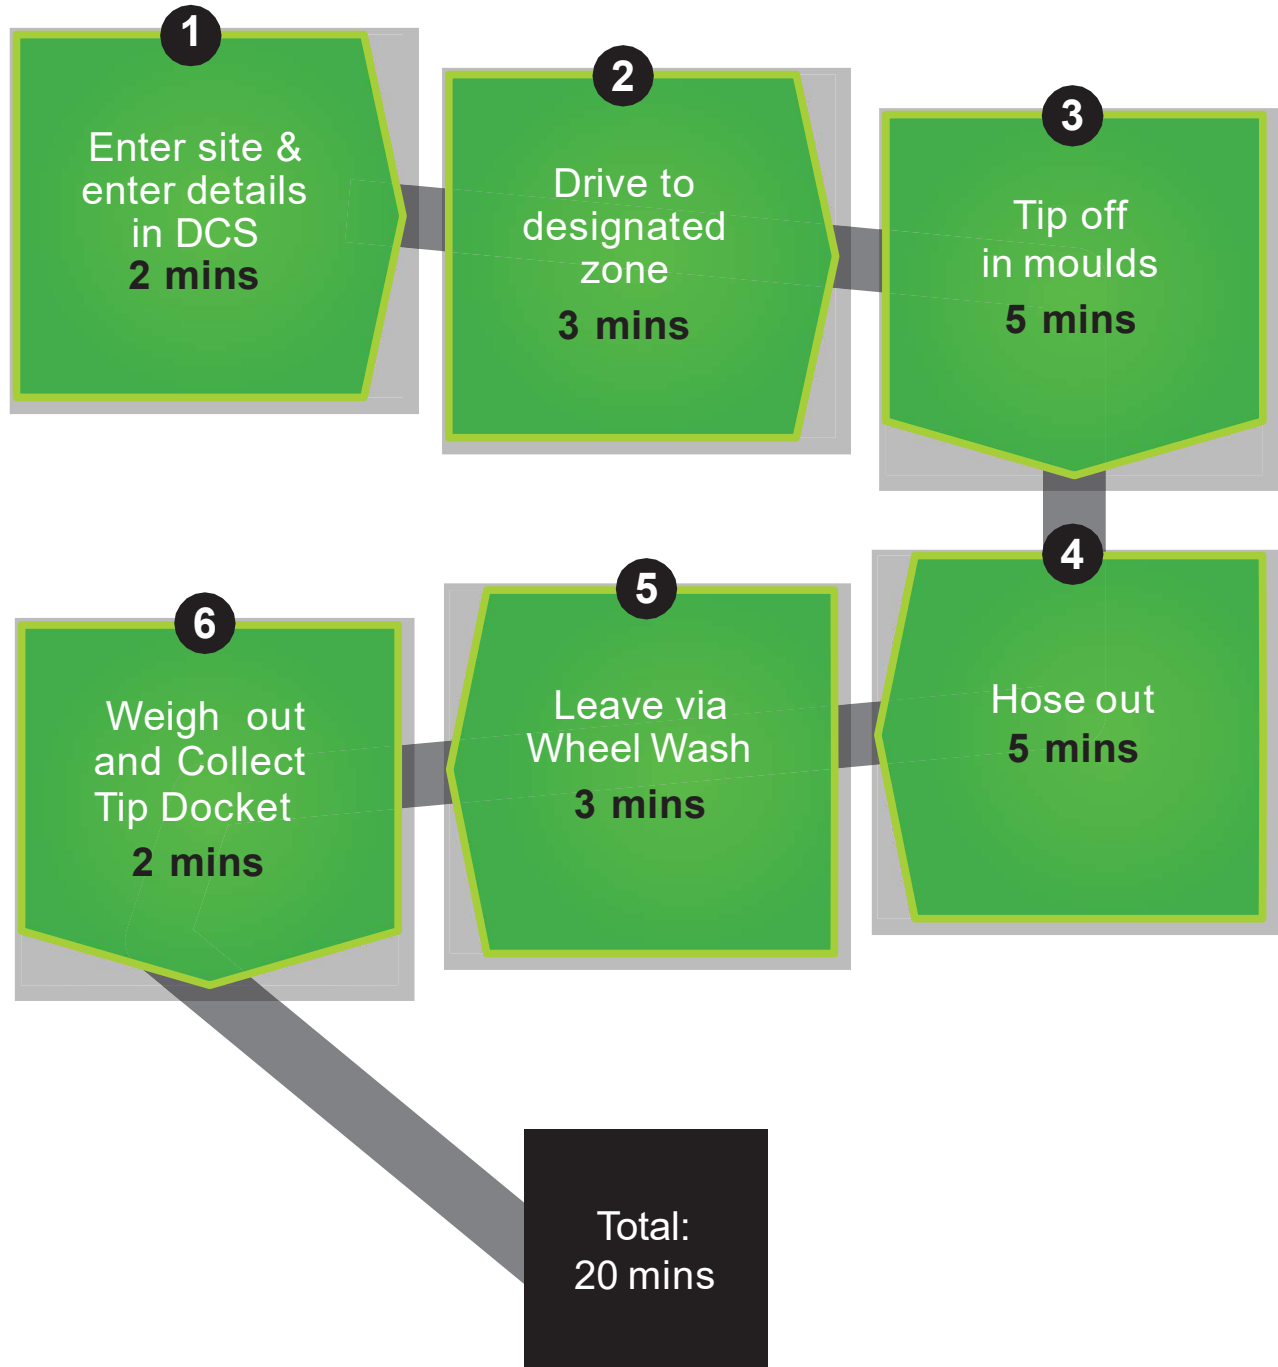 1
Enter site &
enter details
in DCS
2 mins
2
Drive to
designated
zone
3 mins
3
Tip off
in moulds
5 mins
4
Hose out
5 mins
5
Leave via
Wheel Wash
3 mins
6
Weigh out
and Collect
Tip Docket
2 mins
Total:
20 mins